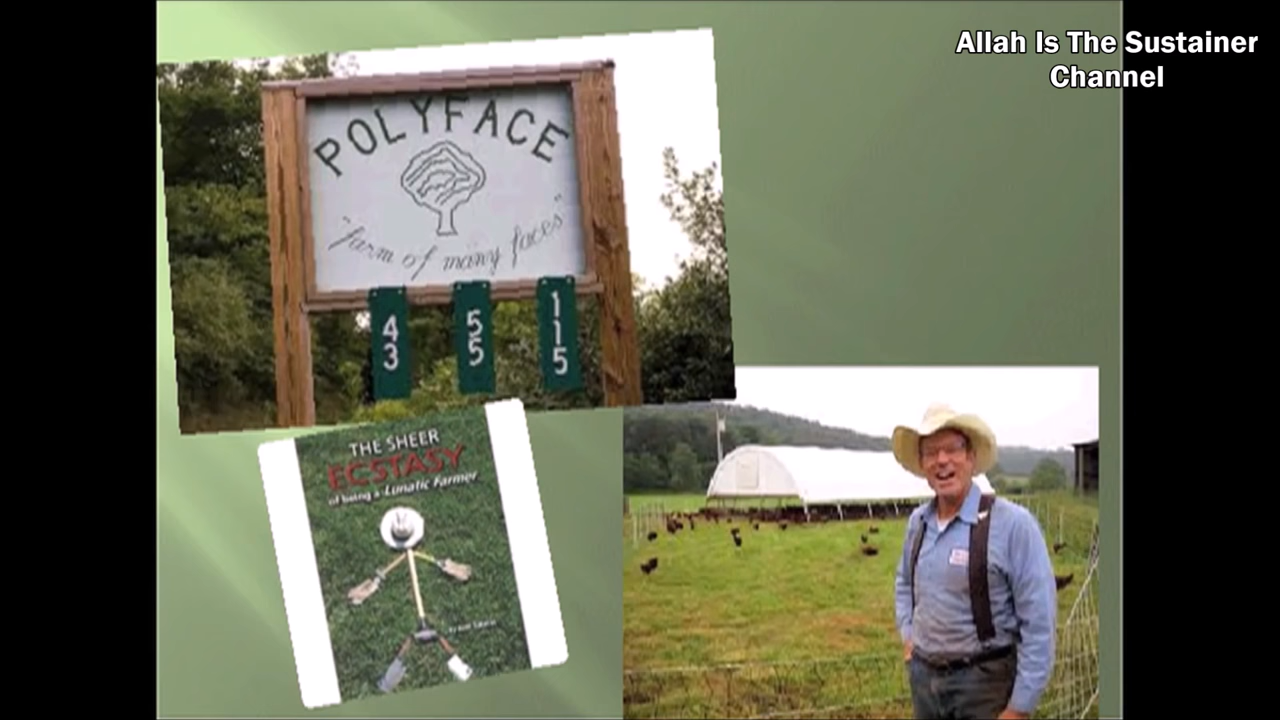 Allah Is The Sustainer
Channel
POLYFACE
"farm of many faces"
43
55
115
THE SHEER
ECSTASY
of being a Lunatic Farmer